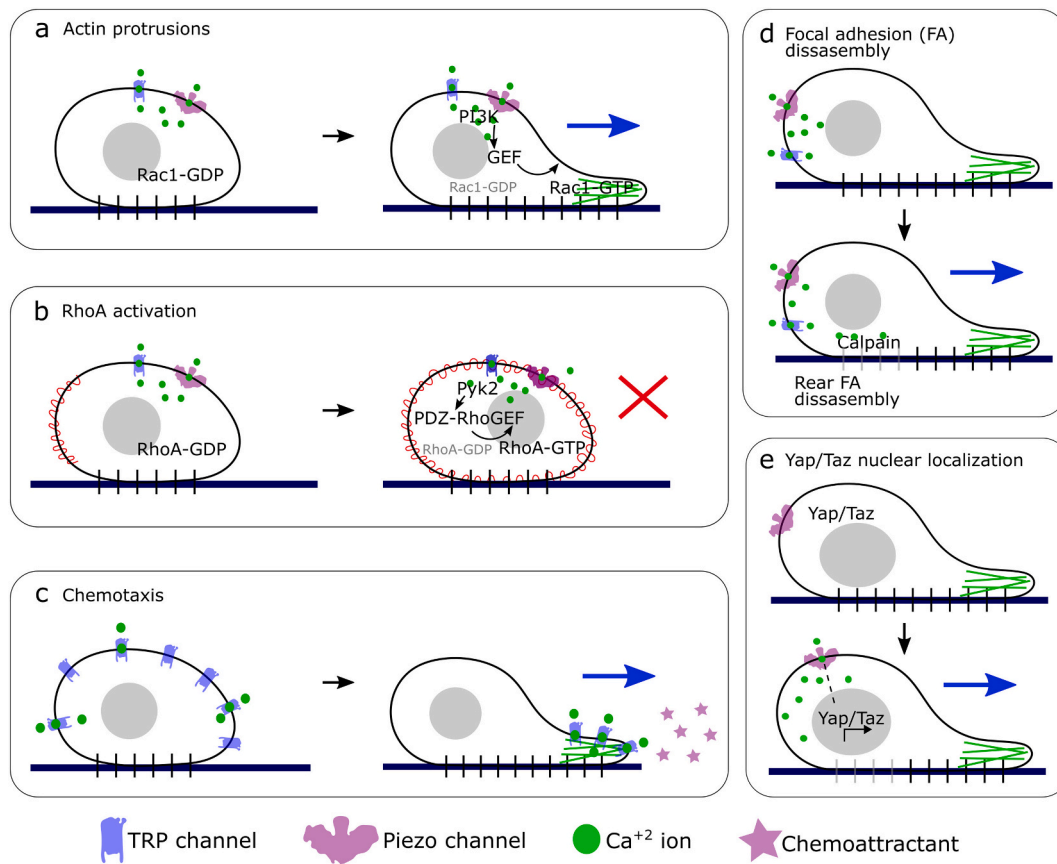 a Actin protrusions
Rac1-GDP
PI3K
GEF
Rac1-GDP
Rac1-GTP
b RhoA activation
RhoA-GDP
Pyk2
PDZ-RhoGEF
RhoA-GDP
RhoA-GTP
c Chemotaxis
d Focal adhesion (FA)
dissasembly
Calpain
Rear FA
dissasembly
e Yap/Taz nuclear localization
Yap/Taz
Yap/Taz
TRP channel
Piezo channel
Ca+2 ion
Chemoattractant